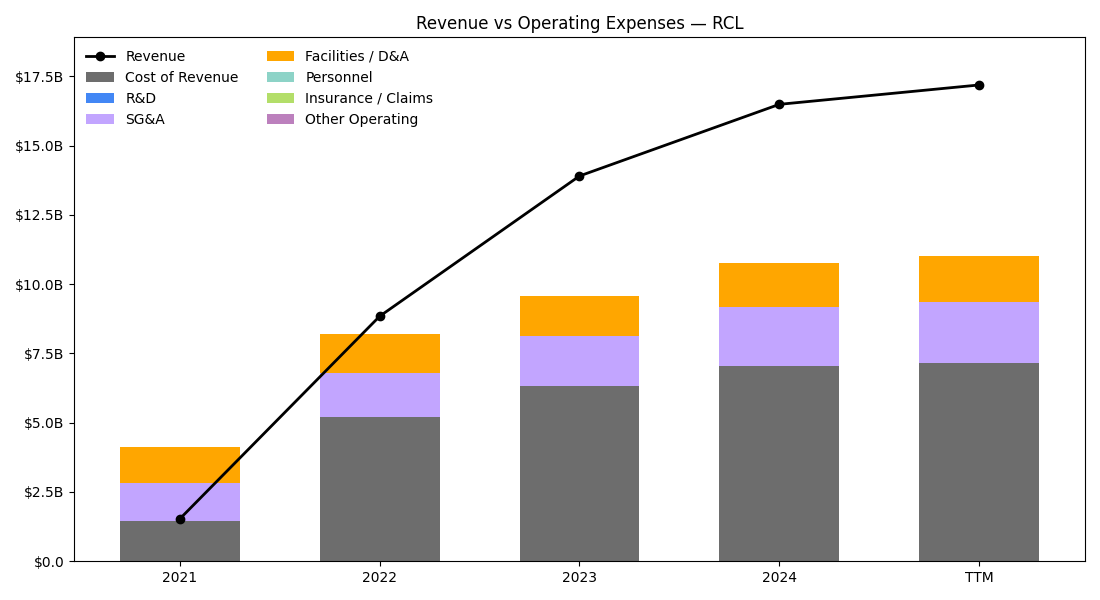 Revenue vs Operating Expenses — RCL
Revenue
Cost of Revenue
R&D
SG&A
Facilities / D&A
Personnel
Insurance / Claims
Other Operating
$17.5B
$15.0B
$12.5B
$10.0B
$7.5B
$5.0B
$2.5B
$0.0
2021
2022
2023
2024
TTM